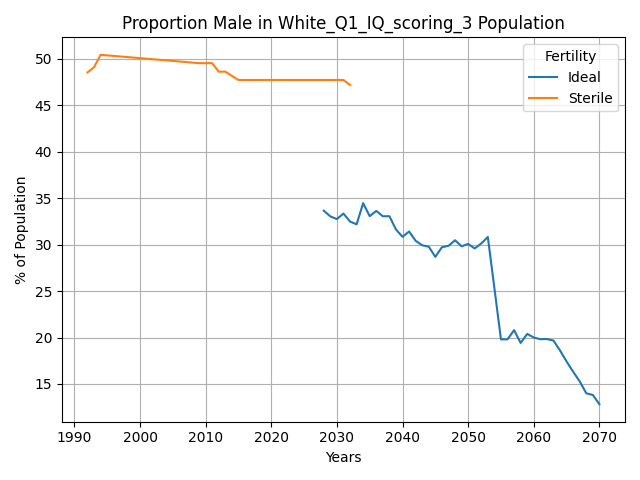 Proportion Male in White_Q1_IQ_scoring_3 Population
% of Population
50
45
40
35
30
25
20
15
Fertility
Ideal
Sterile
1990 2000 2010 2020 2030 2040 2050 2060 2070
Years